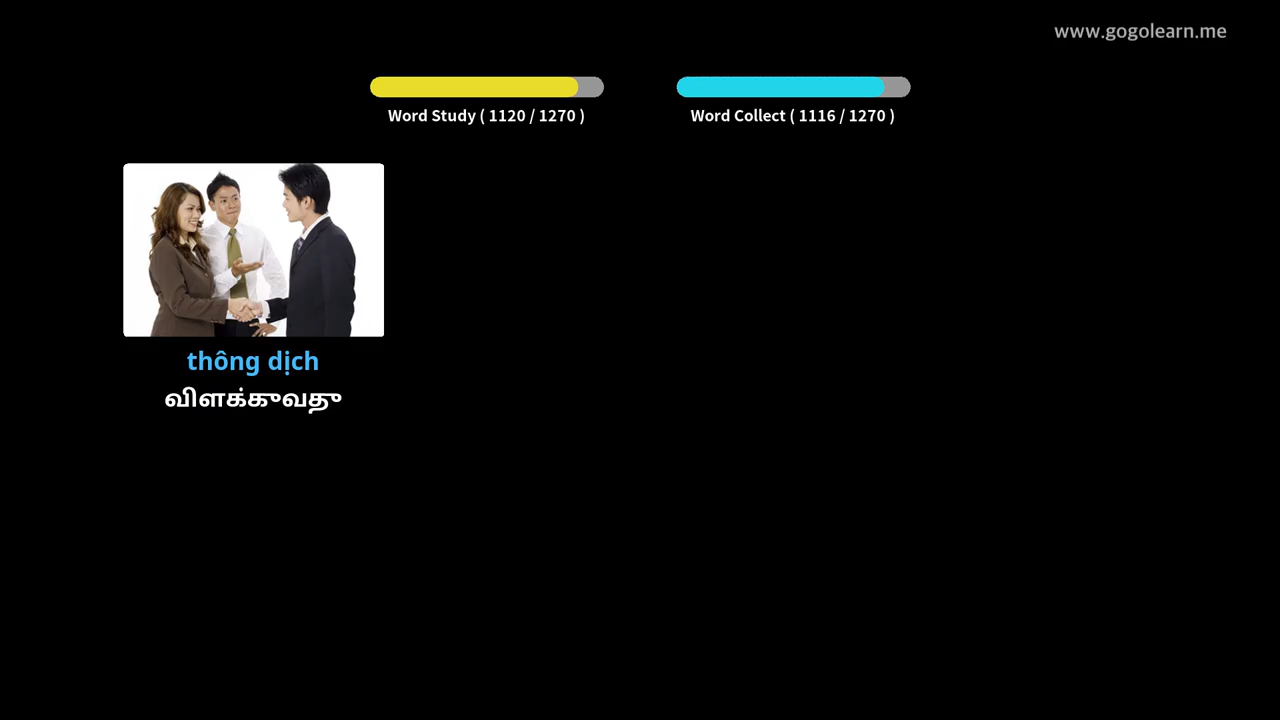 www.gogolearn.me
Word Study ( 1120 / 1270 )
Word Collect ( 1116 / 1270 )
thông dịch
விளக்குவது